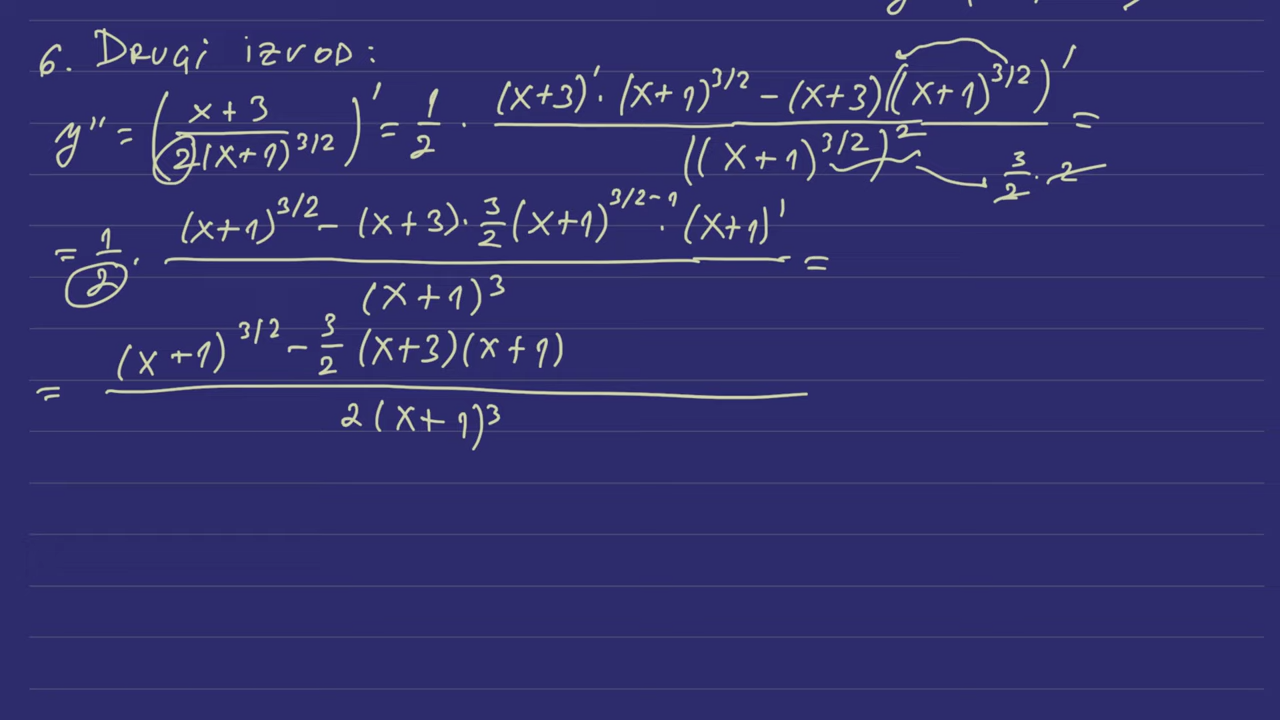 6. Drugi izvod:
y'' = ( (x+3) / (2(x+1)^{3/2}) )' = 1/2 · ( (x+3)' · (x+1)^{3/2} − (x+3)((x+1)^{3/2})' ) / ((x+1)^{3/2})^2 =
3/2 · 2
= 1/2 · ( (x+1)^{3/2} − (x+3) · 3/2 (x+1)^{3/2−1} · (x+1)' ) / (x+1)^3 =
= ( (x+1)^{3/2} − 3/2 (x+3)(x+1) ) / 2(x+1)^3